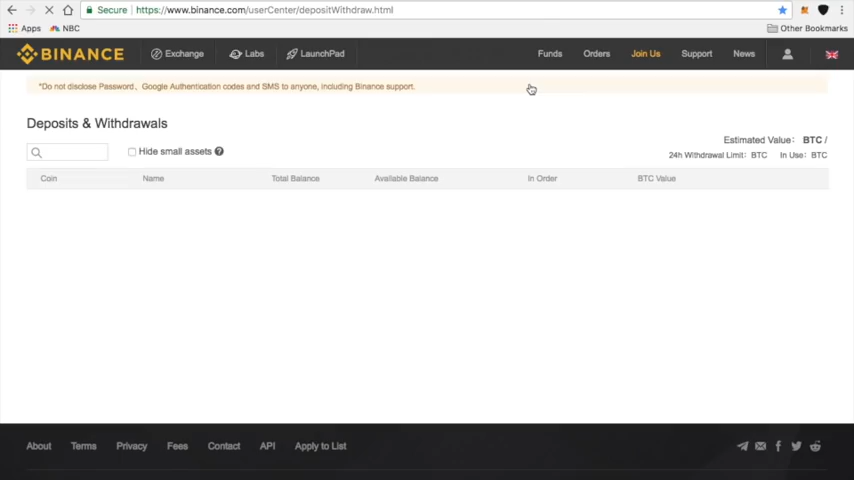 Secure https://www.binance.com/userCenter/depositWithdraw.html
Apps NBC Other Bookmarks
BINANCE Exchange Labs LaunchPad Funds Orders Join Us Support News
*Do not disclose Password、Google Authentication codes and SMS to anyone, including Binance support.
Deposits & Withdrawals
Estimated Value： BTC /
Hide small assets ?
24h Withdrawal Limit： BTC In Use： BTC
Coin Name Total Balance Available Balance In Order BTC Value
About Terms Privacy Fees Contact API Apply to List